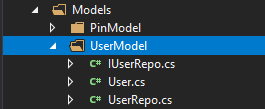 Models
PinModel
UserModel
C# IUserRepo.cs
C# User.cs
C# UserRepo.cs